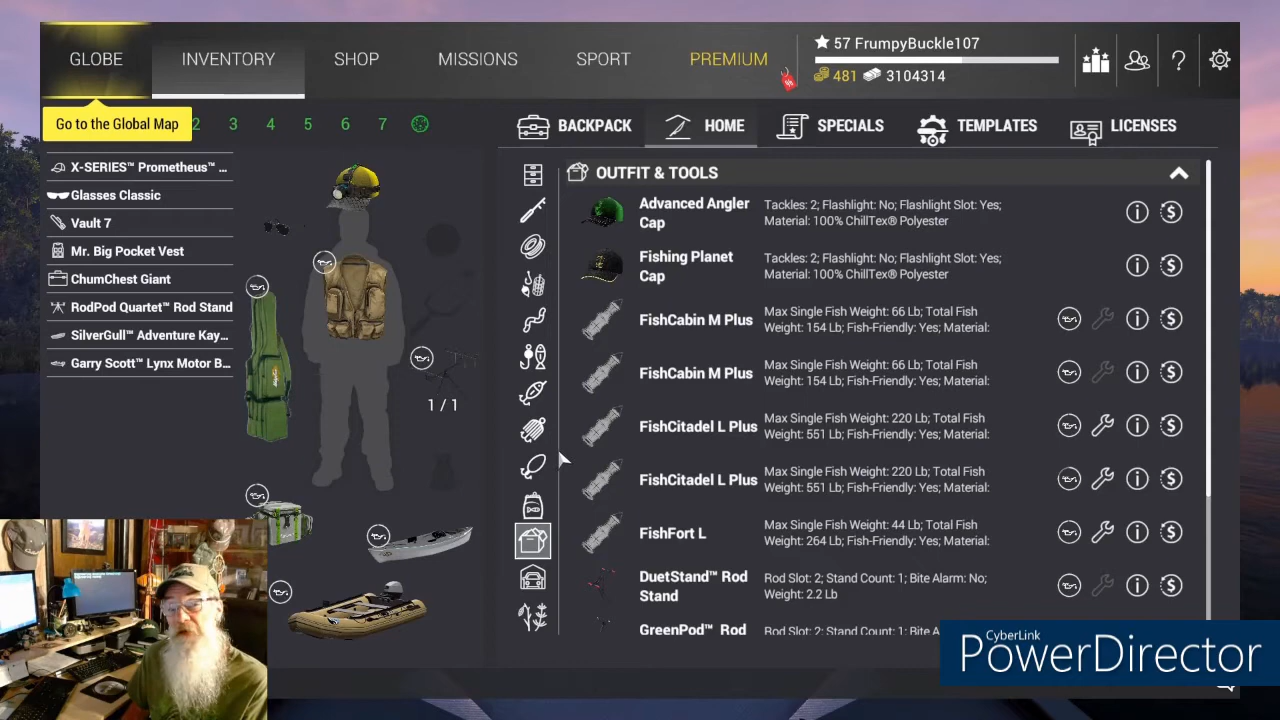 GLOBE
INVENTORY
SHOP
MISSIONS
SPORT
PREMIUM
57 FrumpyBuckle107
481 3104314
Go to the Global Map
2 3 4 5 6 7
BACKPACK
HOME
SPECIALS
TEMPLATES
LICENSES
X-SERIES™ Prometheus™ ...
Glasses Classic
Vault 7
Mr. Big Pocket Vest
ChumChest Giant
RodPod Quartet™ Rod Stand
SilverGull™ Adventure Kay...
Garry Scott™ Lynx Motor B...
1 / 1
OUTFIT & TOOLS
Advanced Angler
Cap
Tackles: 2; Flashlight: No; Flashlight Slot: Yes;
Material: 100% ChillTex® Polyester
Fishing Planet
Cap
Tackles: 2; Flashlight: No; Flashlight Slot: Yes;
Material: 100% ChillTex® Polyester
FishCabin M Plus
Max Single Fish Weight: 66 Lb; Total Fish
Weight: 154 Lb; Fish-Friendly: Yes; Material:
FishCabin M Plus
Max Single Fish Weight: 66 Lb; Total Fish
Weight: 154 Lb; Fish-Friendly: Yes; Material:
FishCitadel L Plus
Max Single Fish Weight: 220 Lb; Total Fish
Weight: 551 Lb; Fish-Friendly: Yes; Material:
FishCitadel L Plus
Max Single Fish Weight: 220 Lb; Total Fish
Weight: 551 Lb; Fish-Friendly: Yes; Material:
FishFort L
Max Single Fish Weight: 44 Lb; Total Fish
Weight: 264 Lb; Fish-Friendly: Yes; Material:
DuetStand™ Rod
Stand
Rod Slot: 2; Stand Count: 1; Bite Alarm: No;
Weight: 2.2 Lb
GreenPod™ Rod
Rod Slot: 2; Stand Count: 1; Bite A
CyberLink
PowerDirector